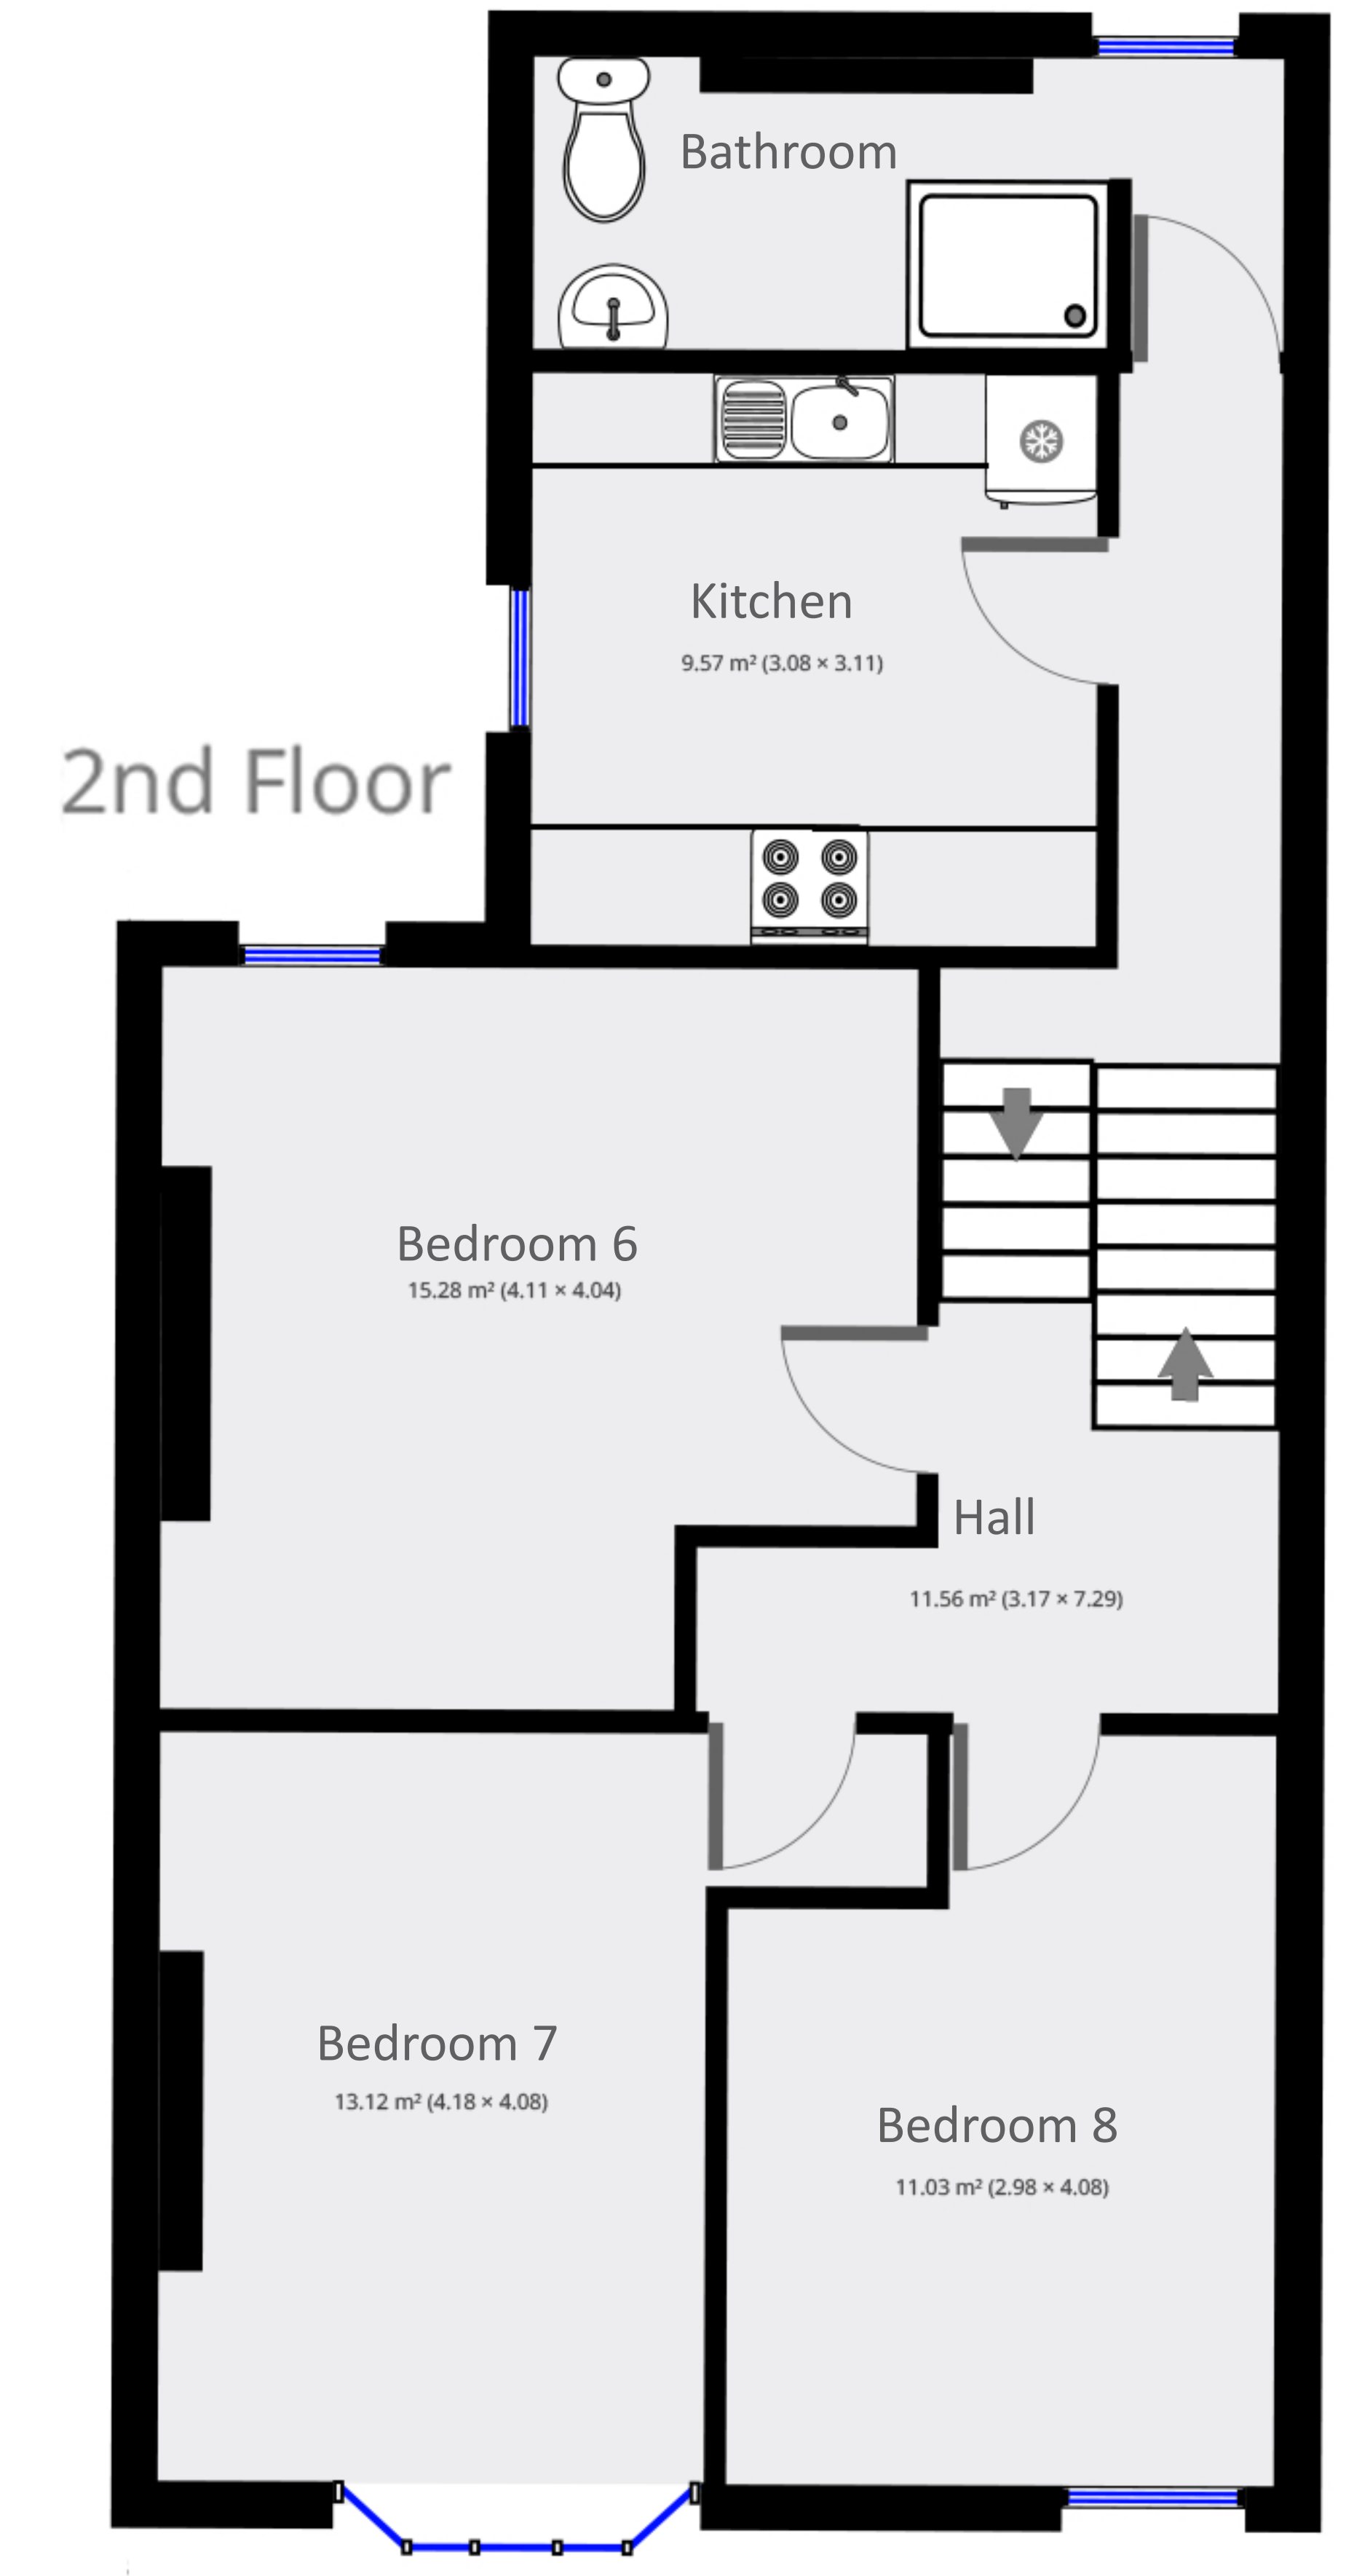 Bathroom
Kitchen
9.57 m² (3.08 × 3.11)
2nd Floor
Bedroom 6
15.28 m² (4.11 × 4.04)
Hall
11.56 m² (3.17 × 7.29)
Bedroom 7
13.12 m² (4.18 × 4.08)
Bedroom 8
11.03 m² (2.98 × 4.08)